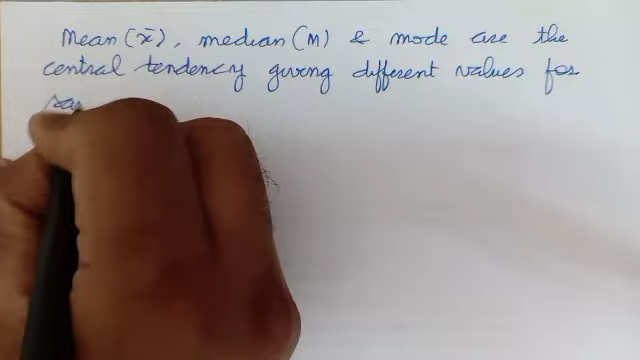 Mean (x̄), median (M) & mode are the
central tendency giving different values for